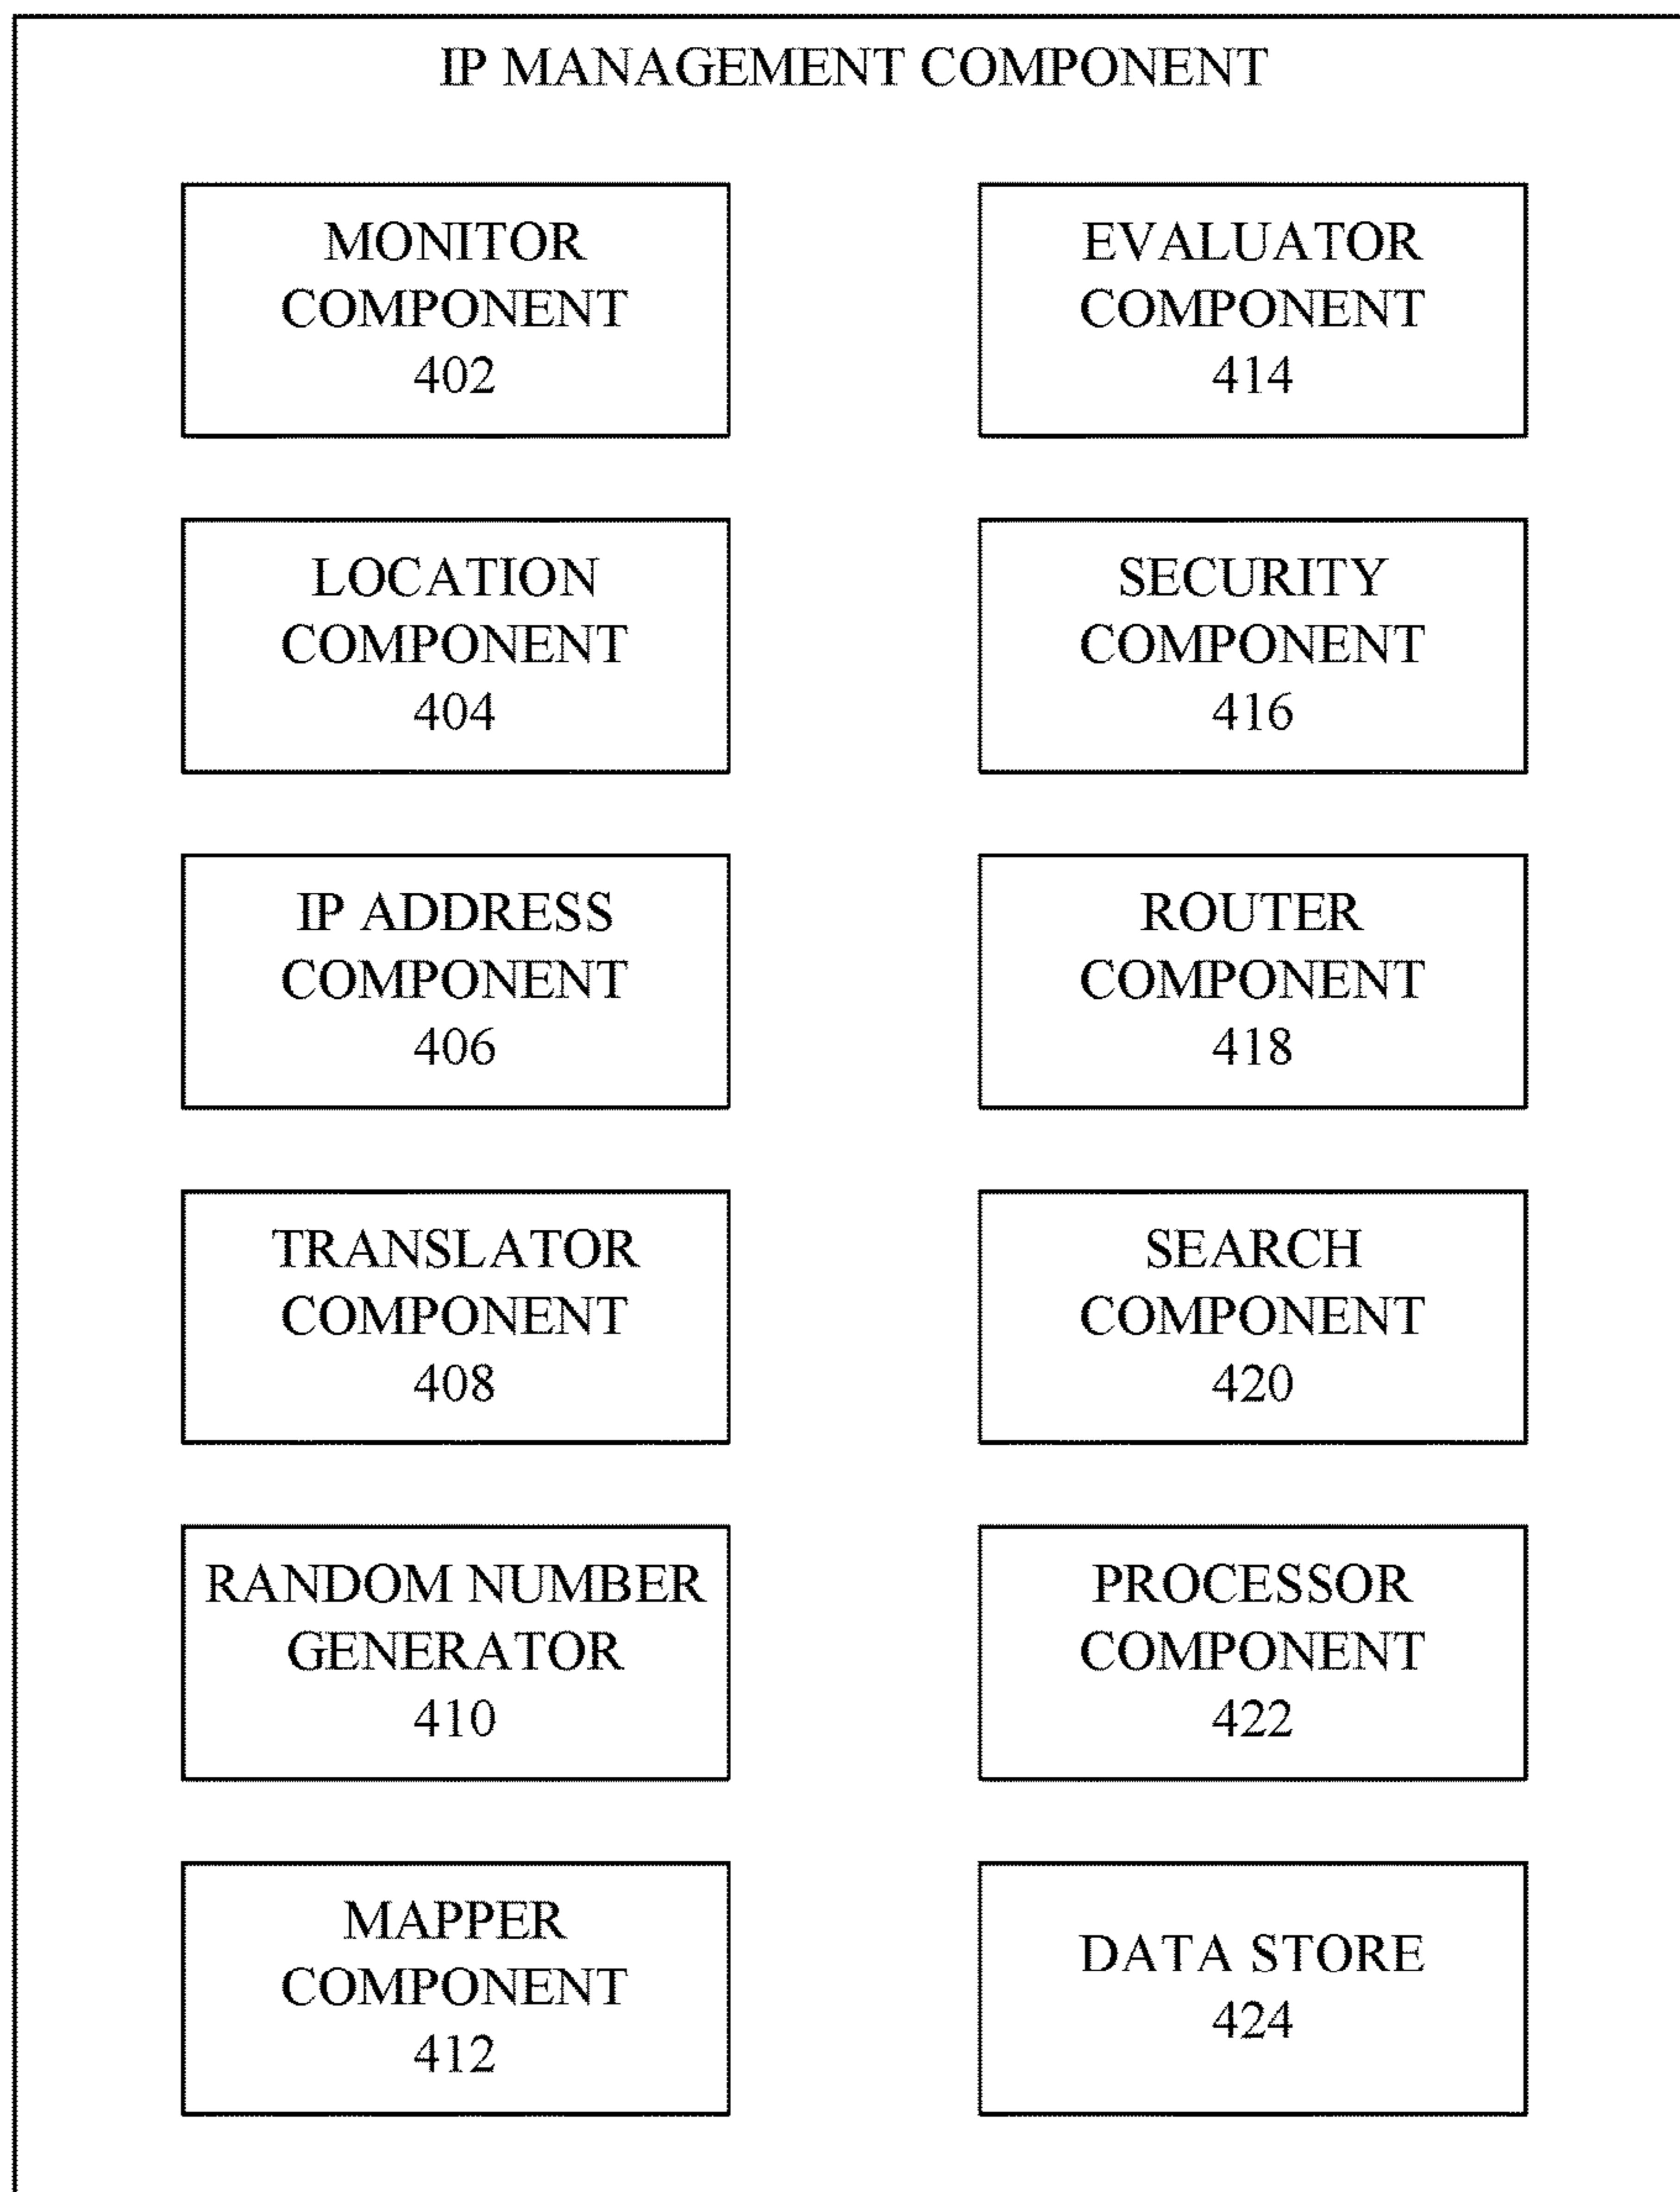 IP MANAGEMENT COMPONENT
MONITOR
COMPONENT
402
LOCATION
COMPONENT
404
IP ADDRESS
COMPONENT
406
TRANSLATOR
COMPONENT
408
RANDOM NUMBER
GENERATOR
410
MAPPER
COMPONENT
412
EVALUATOR
COMPONENT
414
SECURITY
COMPONENT
416
ROUTER
COMPONENT
418
SEARCH
COMPONENT
420
PROCESSOR
COMPONENT
422
DATA STORE
424